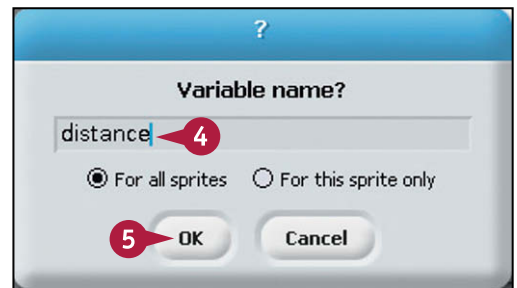 ?
Variable name?
distance 4
For all sprites For this sprite only
5 OK Cancel